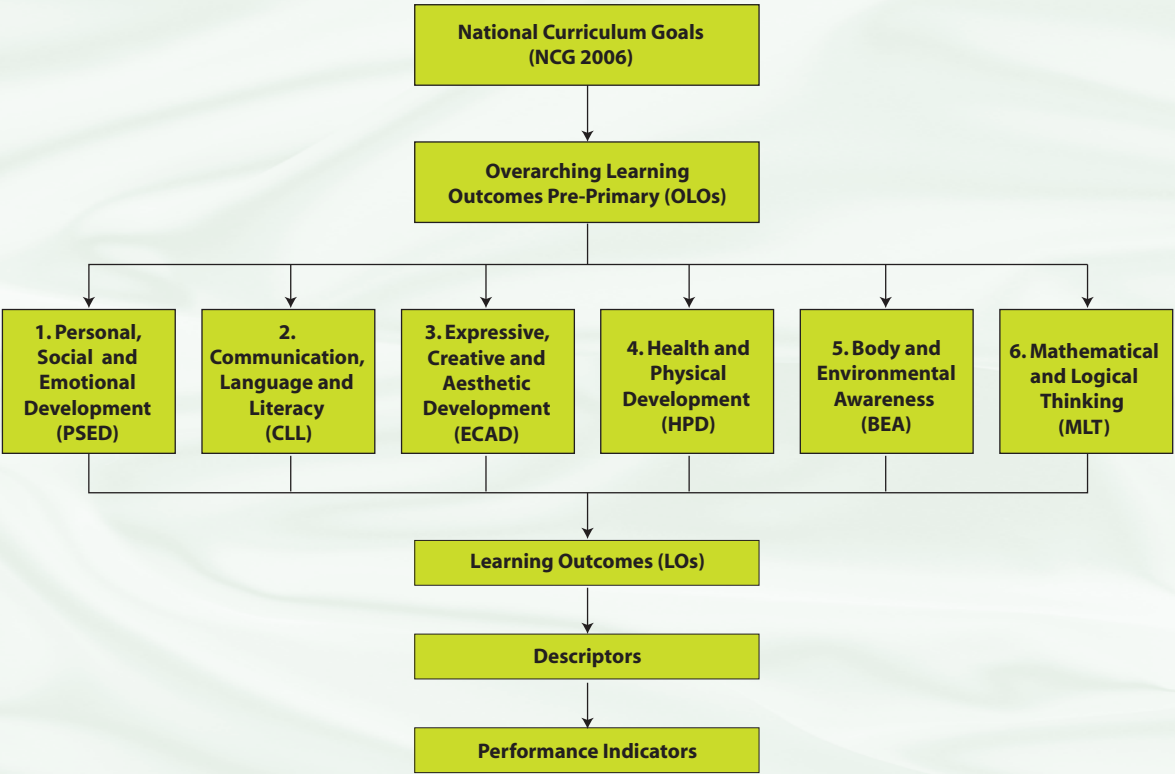 National Curriculum Goals
(NCG 2006)
Overarching Learning
Outcomes Pre-Primary (OLOs)
1. Personal,
Social and
Emotional
Development
(PSED)
2.
Communication,
Language and
Literacy
(CLL)
3. Expressive,
Creative and
Aesthetic
Development
(ECAD)
4. Health and
Physical
Development
(HPD)
5. Body and
Environmental
Awareness
(BEA)
6. Mathematical
and Logical
Thinking
(MLT)
Learning Outcomes (LOs)
Descriptors
Performance Indicators